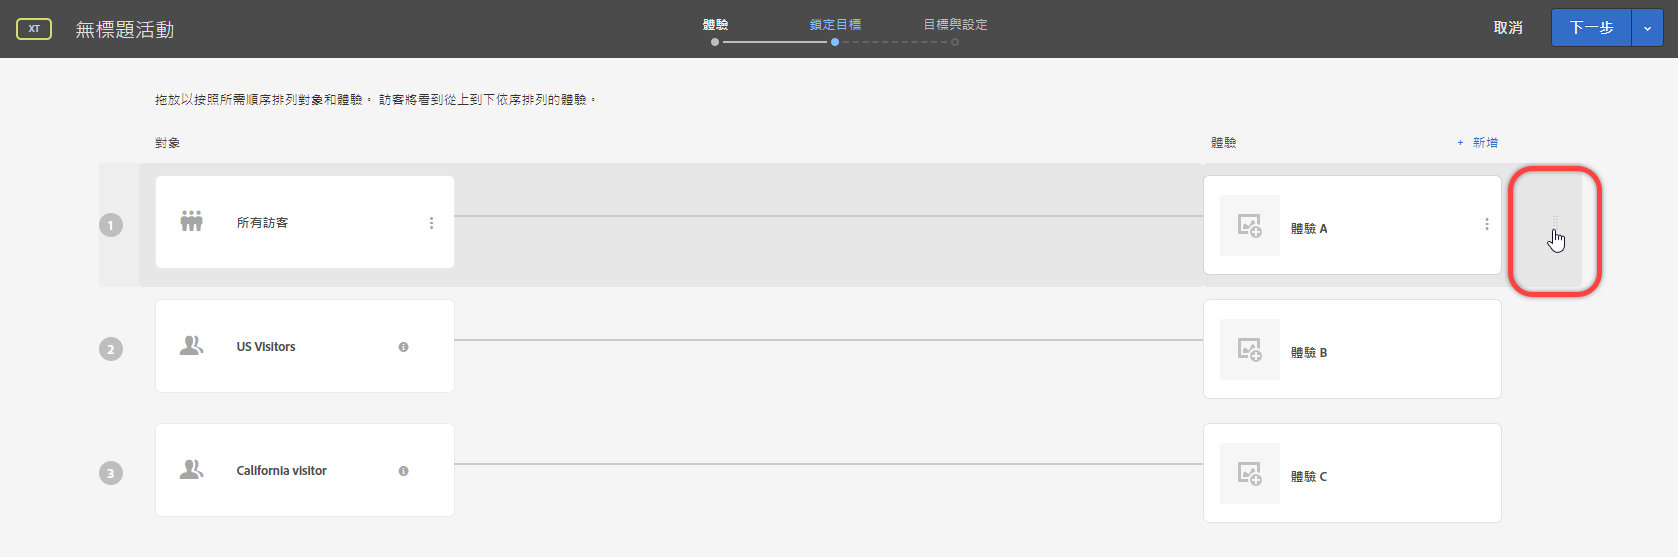 XT
無標題活動
體驗
鎖定目標
目標與設定
取消
下一步
拖放以按照所需順序排列對象和體驗。 訪客將看到從上到下依序排列的體驗。
對象
體驗
+ 新增
1
所有訪客
體驗 A
2
US Visitors
體驗 B
3
California visitor
體驗 C